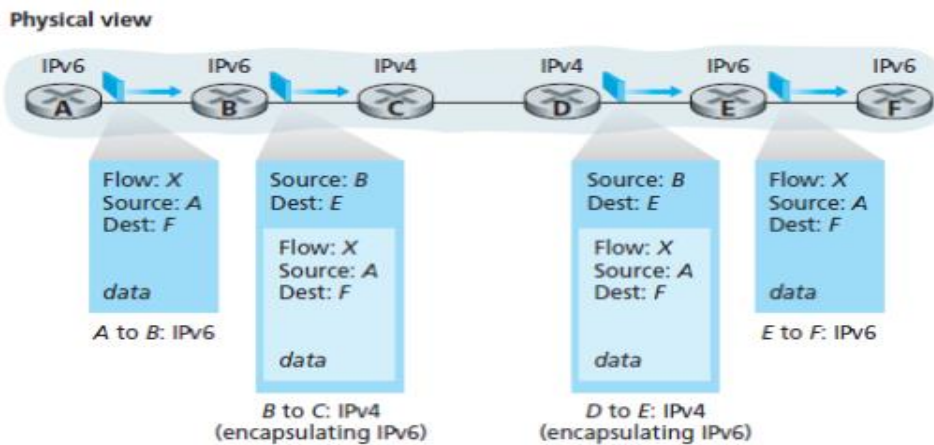 Physical view
IPv6 IPv6 IPv4 IPv4 IPv6 IPv6
A B C D E F
Flow: X
Source: A
Dest: F
data
A to B: IPv6
Source: B
Dest: E
Flow: X
Source: A
Dest: F
data
B to C: IPv4
(encapsulating IPv6)
Source: B
Dest: E
Flow: X
Source: A
Dest: F
data
D to E: IPv4
(encapsulating IPv6)
Flow: X
Source: A
Dest: F
data
E to F: IPv6